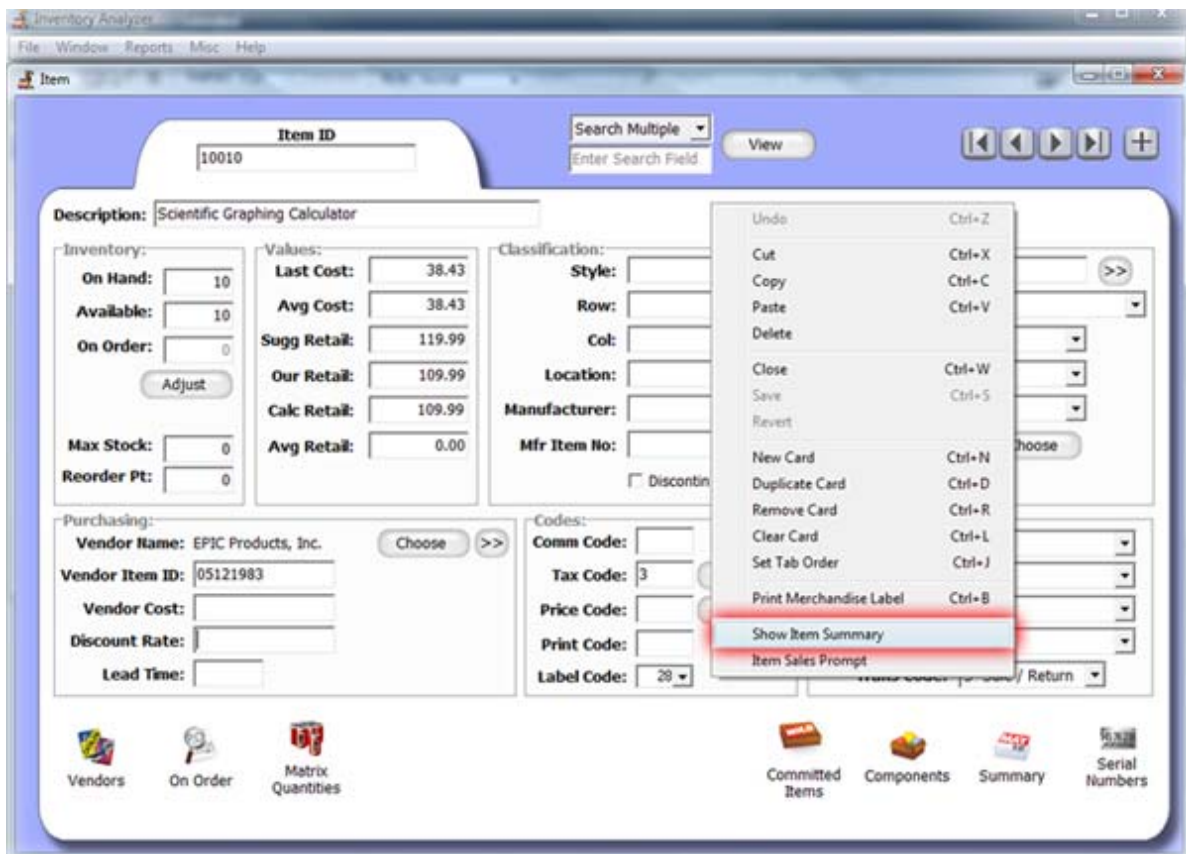 Inventory Analyzer
File Window Reports Misc Help
Item
Item ID
10010
Search Multiple
Enter Search Field
View
Description: Scientific Graphing Calculator
Inventory:
On Hand: 10
Available: 10
On Order: 0
Adjust
Max Stock: 0
Reorder Pt: 0
Values:
Last Cost: 38.43
Avg Cost: 38.43
Sugg Retail: 119.99
Our Retail: 109.99
Calc Retail: 109.99
Avg Retail: 0.00
Classification:
Style: >>
Row:
Col:
Location:
Manufacturer:
Mfr Item No:
Discontin
Undo Ctrl+Z
Cut Ctrl+X
Copy Ctrl+C
Paste Ctrl+V
Delete
Close Ctrl+W
Save Ctrl+S
Revert
New Card Ctrl+N
Duplicate Card Ctrl+D
Remove Card Ctrl+R
Clear Card Ctrl+L
Set Tab Order Ctrl+J
Print Merchandise Label Ctrl+B
Show Item Summary
Item Sales Prompt
Purchasing:
Vendor Name: EPIC Products, Inc. Choose >>
Vendor Item ID: 05121983
Vendor Cost:
Discount Rate:
Lead Time:
Codes:
Comm Code:
Tax Code: 3
Price Code:
Print Code:
Label Code: 28
/ Return
Vendors
On Order
Matrix
Quantities
Committed
Items
Components
Summary
Serial
Numbers